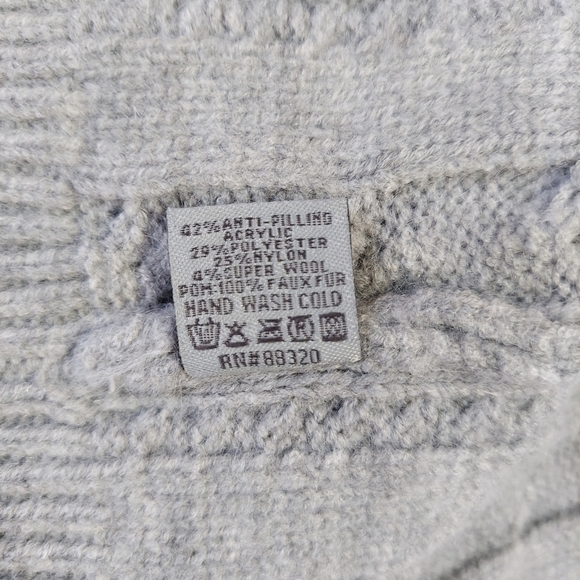 42% ANTI-PILLING
ACRYLIC
29% POLYESTER
25% NYLON
4% SUPER WOOL
POM:100% FAUX FUR
HAND WASH COLD
RN# 89320